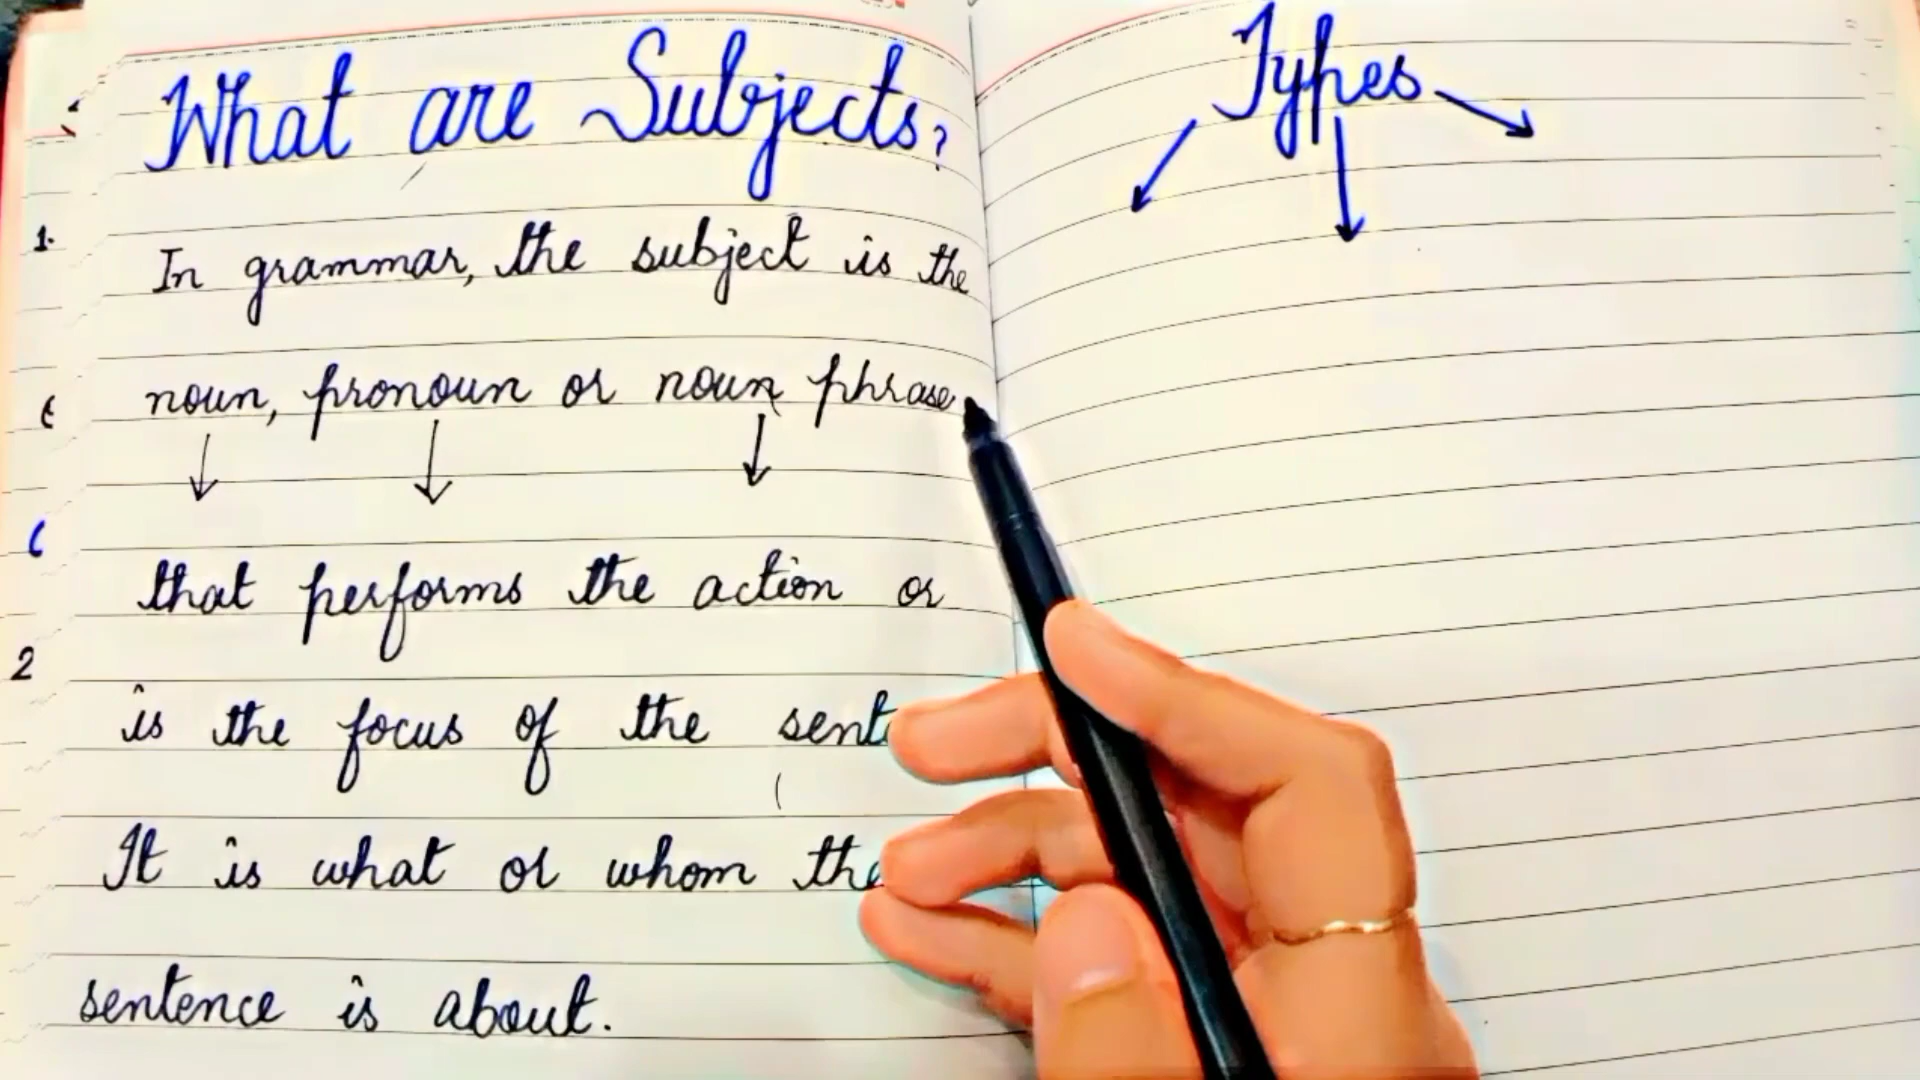 What are Subjects?
1. In grammar, the subject is the
noun, pronoun or noun phrase
that performs the action or
2
is the focus of the
It is what or whom
sentence is about.
Types